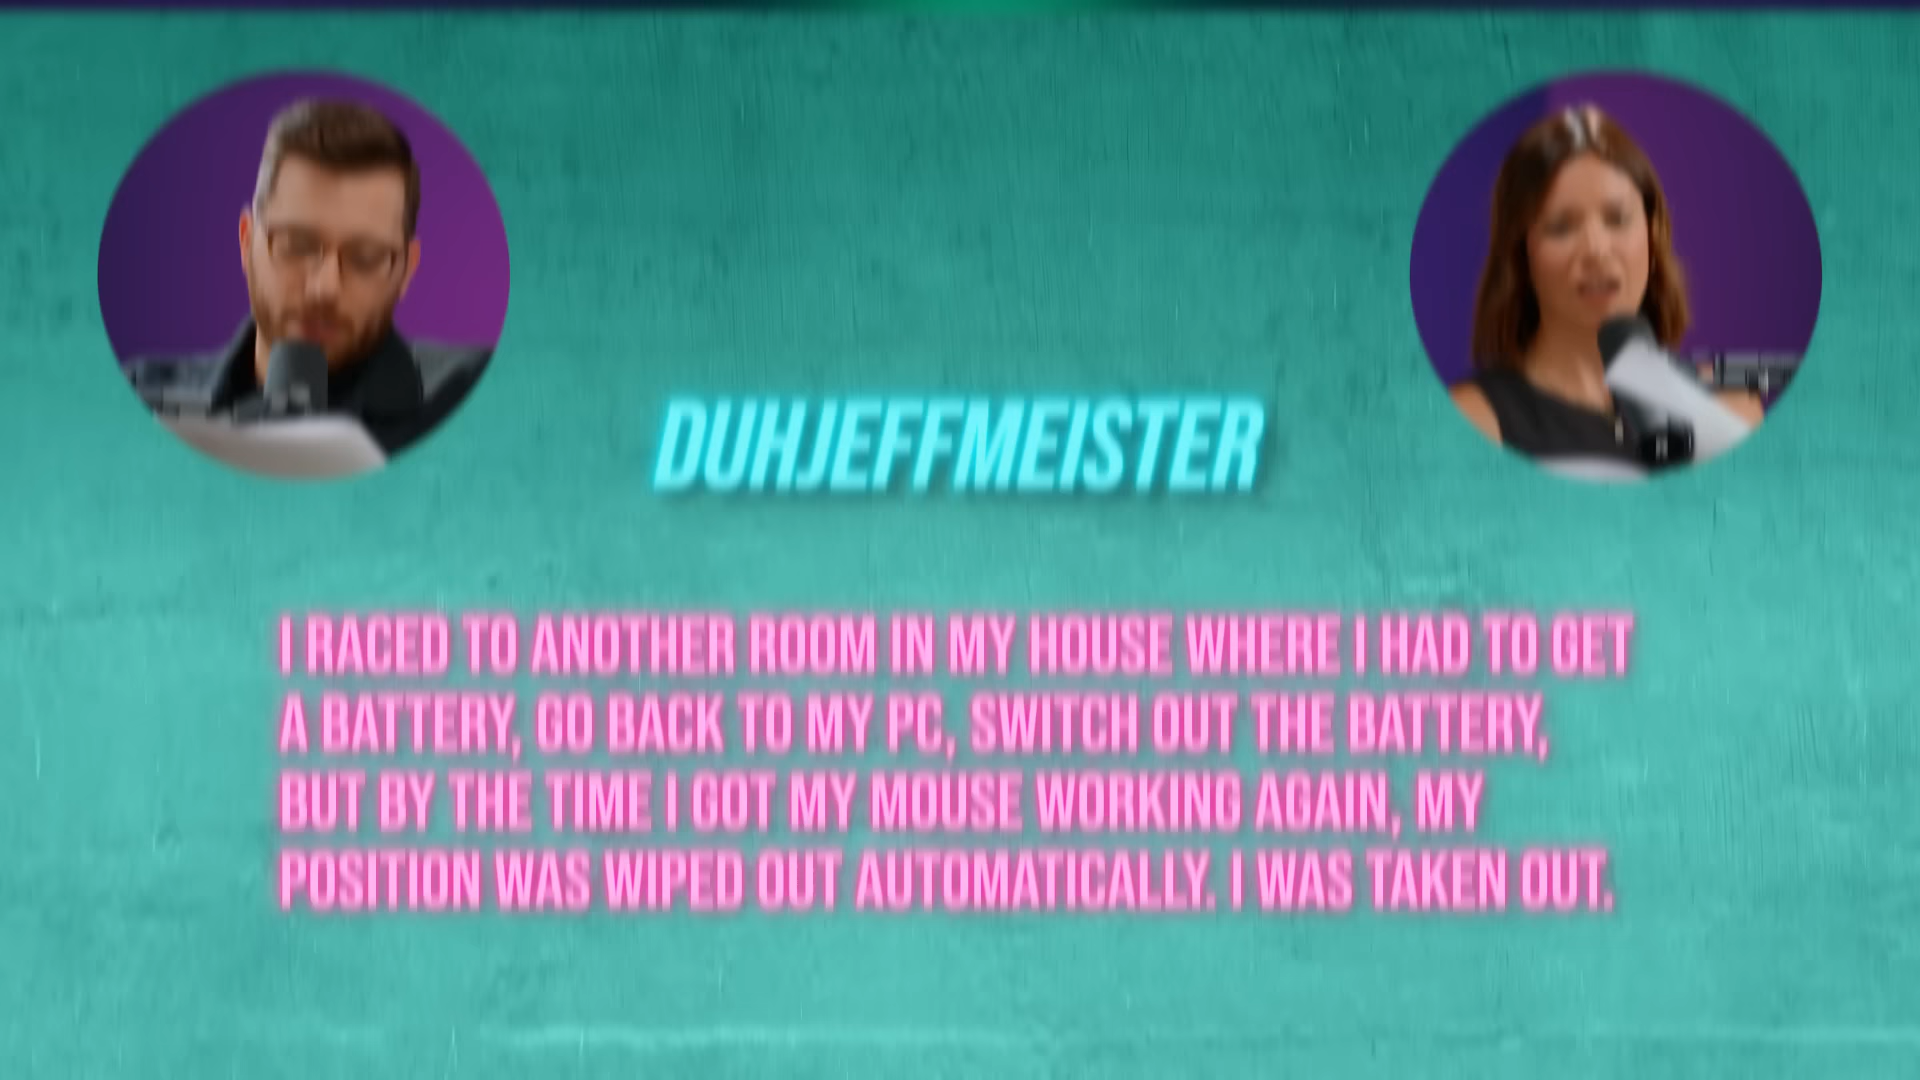 DUHJEFFMEISTER
I RACED TO ANOTHER ROOM IN MY HOUSE WHERE I HAD TO GET
A BATTERY, GO BACK TO MY PC, SWITCH OUT THE BATTERY,
BUT BY THE TIME I GOT MY MOUSE WORKING AGAIN, MY
POSITION WAS WIPED OUT AUTOMATICALLY. I WAS TAKEN OUT.